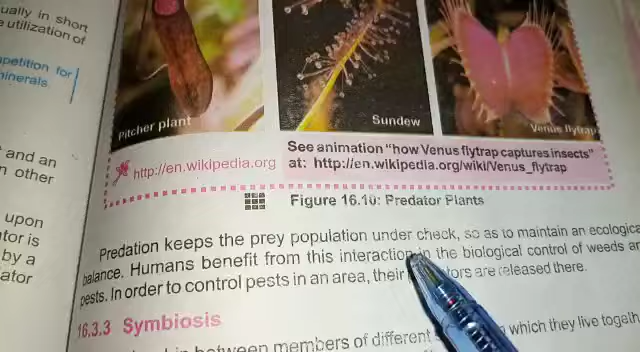 ually in short
e utilization of
petition for
minerals.
and an
n other
upon
tor is
by a
ator
Pitcher plant
Sundew
Venus flytrap
http://en.wikipedia.org
See animation "how Venus flytrap captures insects"
at: http://en.wikipedia.org/wiki/Venus_flytrap
Figure 16.10: Predator Plants
Predation keeps the prey population under check, so as to maintain an ecologica
balance. Humans benefit from this interaction in the biological control of weeds an
pests. In order to control pests in an area, their tors are released there.
16.3.3 Symbiosis
between members of different which they live togeth